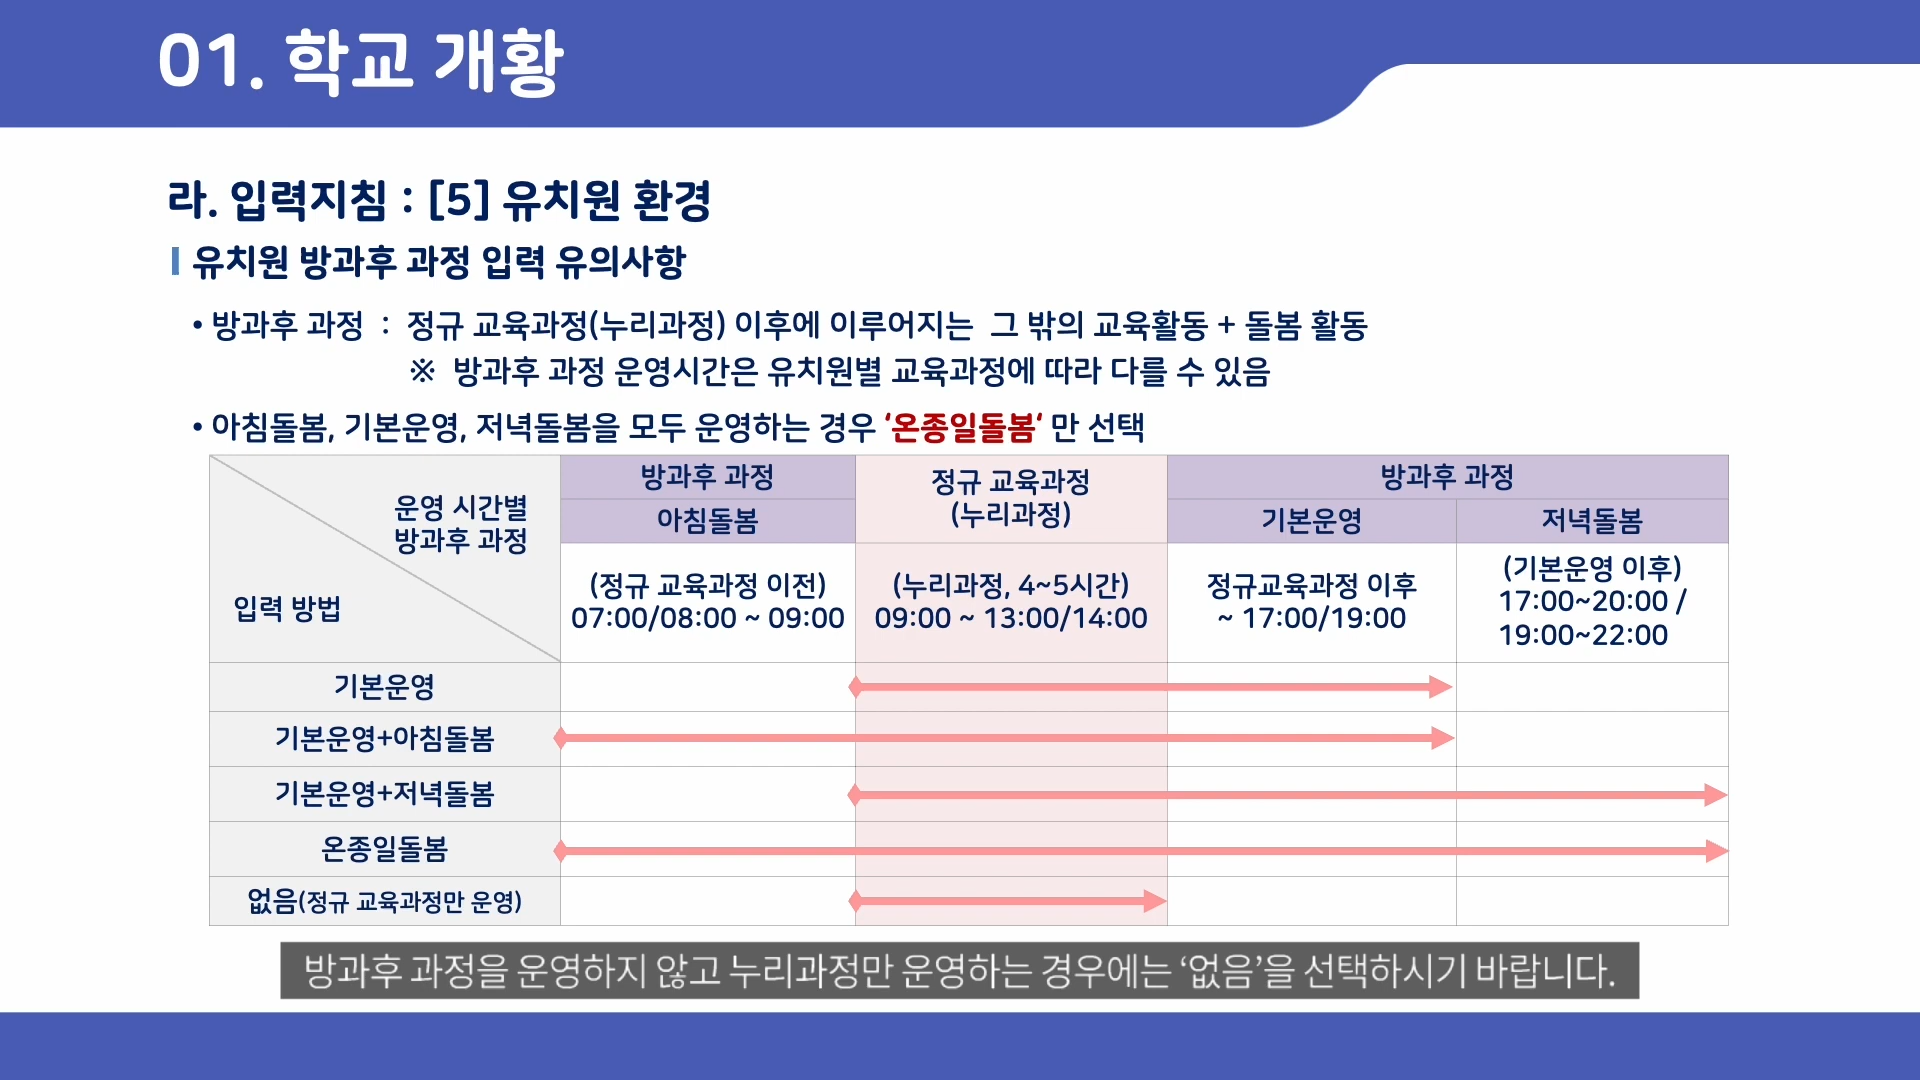 01. 학교 개황
라. 입력지침 : [5] 유치원 환경
유치원 방과후 과정 입력 유의사항
• 방과후 과정 : 정규 교육과정(누리과정) 이후에 이루어지는 그 밖의 교육활동 + 돌봄 활동
※ 방과후 과정 운영시간은 유치원별 교육과정에 따라 다를 수 있음
• 아침돌봄, 기본운영, 저녁돌봄을 모두 운영하는 경우 ‘온종일돌봄‘ 만 선택
운영 시간별
방과후 과정
입력 방법
방과후 과정
아침돌봄
정규 교육과정
(누리과정)
방과후 과정
기본운영
저녁돌봄
(정규 교육과정 이전)
07:00/08:00 ~ 09:00
(누리과정, 4~5시간)
09:00 ~ 13:00/14:00
정규교육과정 이후
~ 17:00/19:00
(기본운영 이후)
17:00~20:00 /
19:00~22:00
기본운영
기본운영+아침돌봄
기본운영+저녁돌봄
온종일돌봄
없음(정규 교육과정만 운영)
방과후 과정을 운영하지 않고 누리과정만 운영하는 경우에는 ‘없음’을 선택하시기 바랍니다.